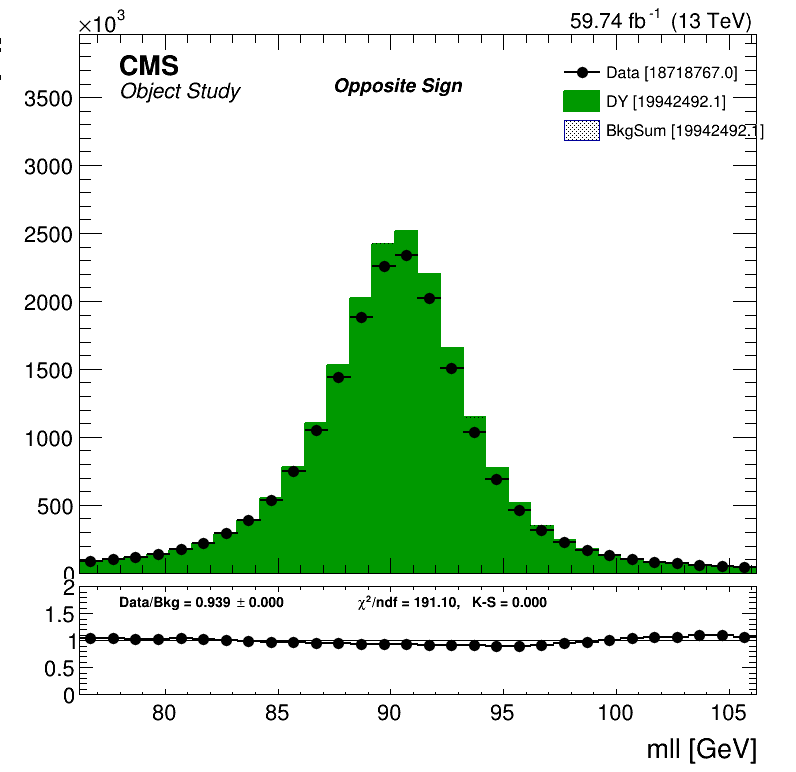 ×10³
59.74 fb⁻¹ (13 TeV)
CMS
Object Study
Opposite Sign
Data [18718767.0]
DY [19942492.1]
BkgSum [19942492.1]
3500
3000
2500
2000
1500
1000
500
0
Data/Bkg = 0.939 ± 0.000
χ²/ndf = 191.10, K-S = 0.000
2
1.5
1
0.5
0
80 85 90 95 100 105
mll [GeV]